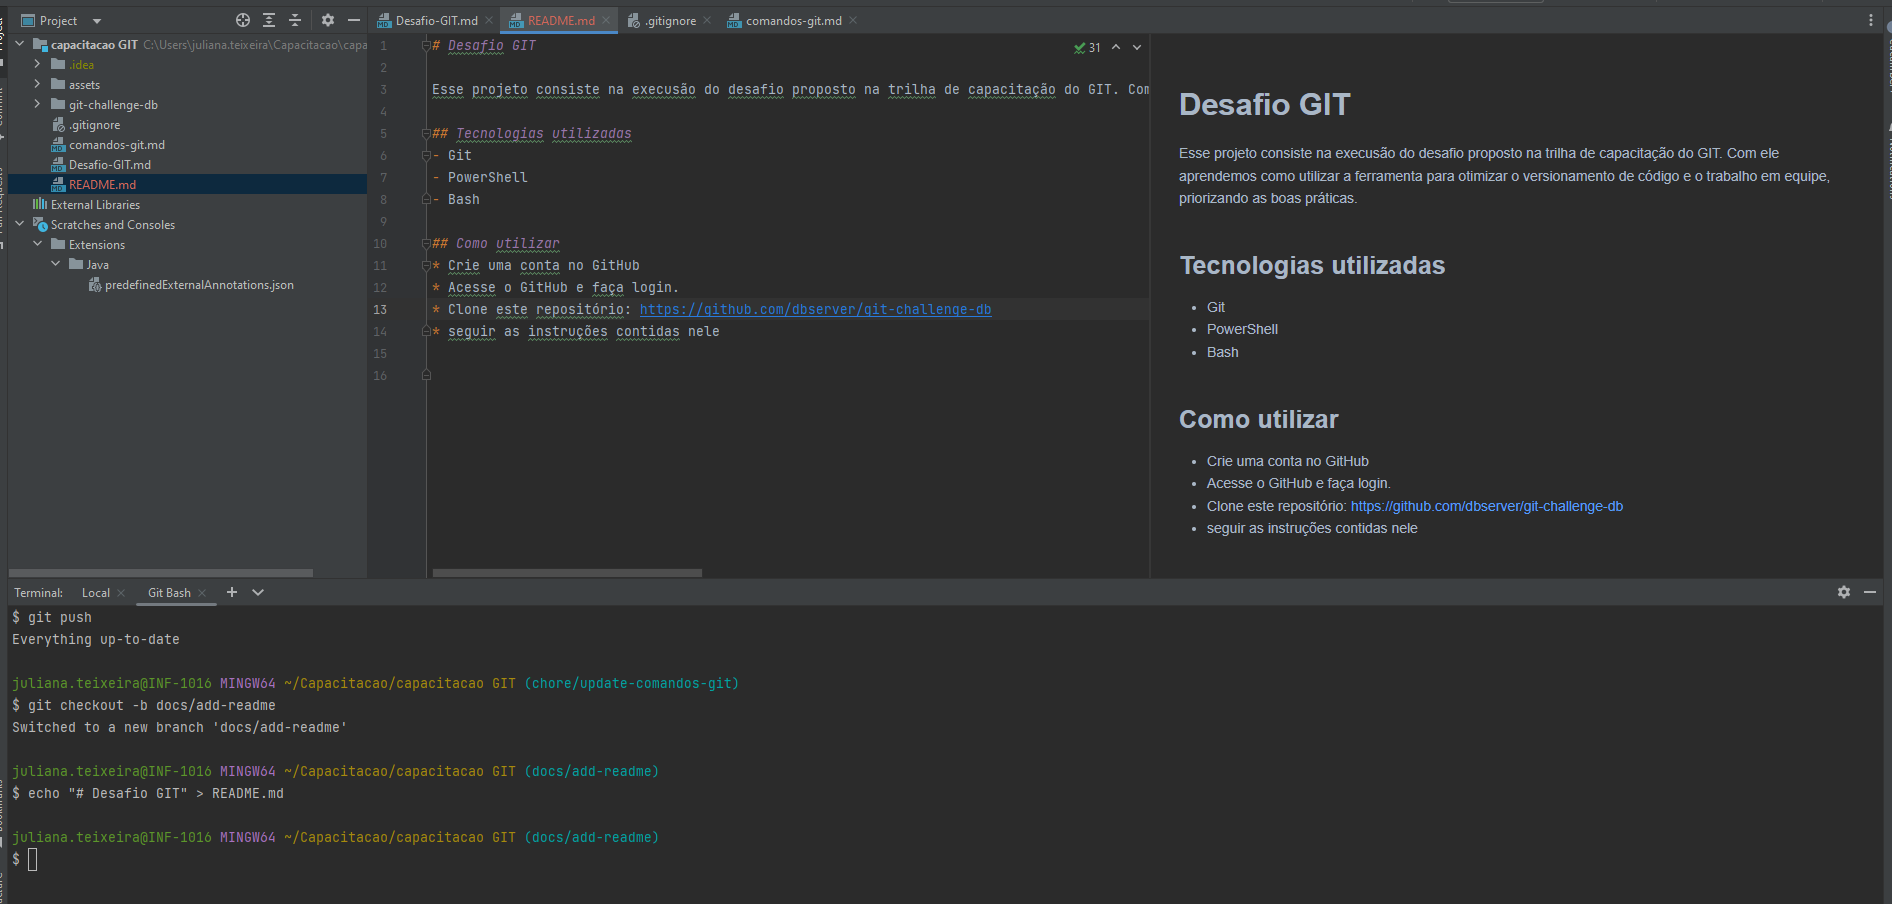 Project
Desafio-GIT.md
README.md
.gitignore
comandos-git.md
capacitacao GIT C:\Users\juliana.teixeira\Capacitacao\capa
.idea
assets
git-challenge-db
.gitignore
comandos-git.md
Desafio-GIT.md
README.md
External Libraries
Scratches and Consoles
Extensions
Java
predefinedExternalAnnotations.json
31
1 # Desafio GIT
2
3 Esse projeto consiste na execusão do desafio proposto na trilha de capacitação do GIT. Com
4
5 ## Tecnologias utilizadas
6 - Git
7 - PowerShell
8 - Bash
9
10 ## Como utilizar
11 * Crie uma conta no GitHub
12 * Acesse o GitHub e faça login.
13 * Clone este repositório: https://github.com/dbserver/git-challenge-db
14 * seguir as instruções contidas nele
15
16
Desafio GIT
Esse projeto consiste na execusão do desafio proposto na trilha de capacitação do GIT. Com ele
aprendemos como utilizar a ferramenta para otimizar o versionamento de código e o trabalho em equipe,
priorizando as boas práticas.
Tecnologias utilizadas
• Git
• PowerShell
• Bash
Como utilizar
• Crie uma conta no GitHub
• Acesse o GitHub e faça login.
• Clone este repositório: https://github.com/dbserver/git-challenge-db
• seguir as instruções contidas nele
Terminal: Local Git Bash
$ git push
Everything up-to-date
juliana.teixeira@INF-1016 MINGW64 ~/Capacitacao/capacitacao GIT (chore/update-comandos-git)
$ git checkout -b docs/add-readme
Switched to a new branch 'docs/add-readme'
juliana.teixeira@INF-1016 MINGW64 ~/Capacitacao/capacitacao GIT (docs/add-readme)
$ echo "# Desafio GIT" > README.md
juliana.teixeira@INF-1016 MINGW64 ~/Capacitacao/capacitacao GIT (docs/add-readme)
$